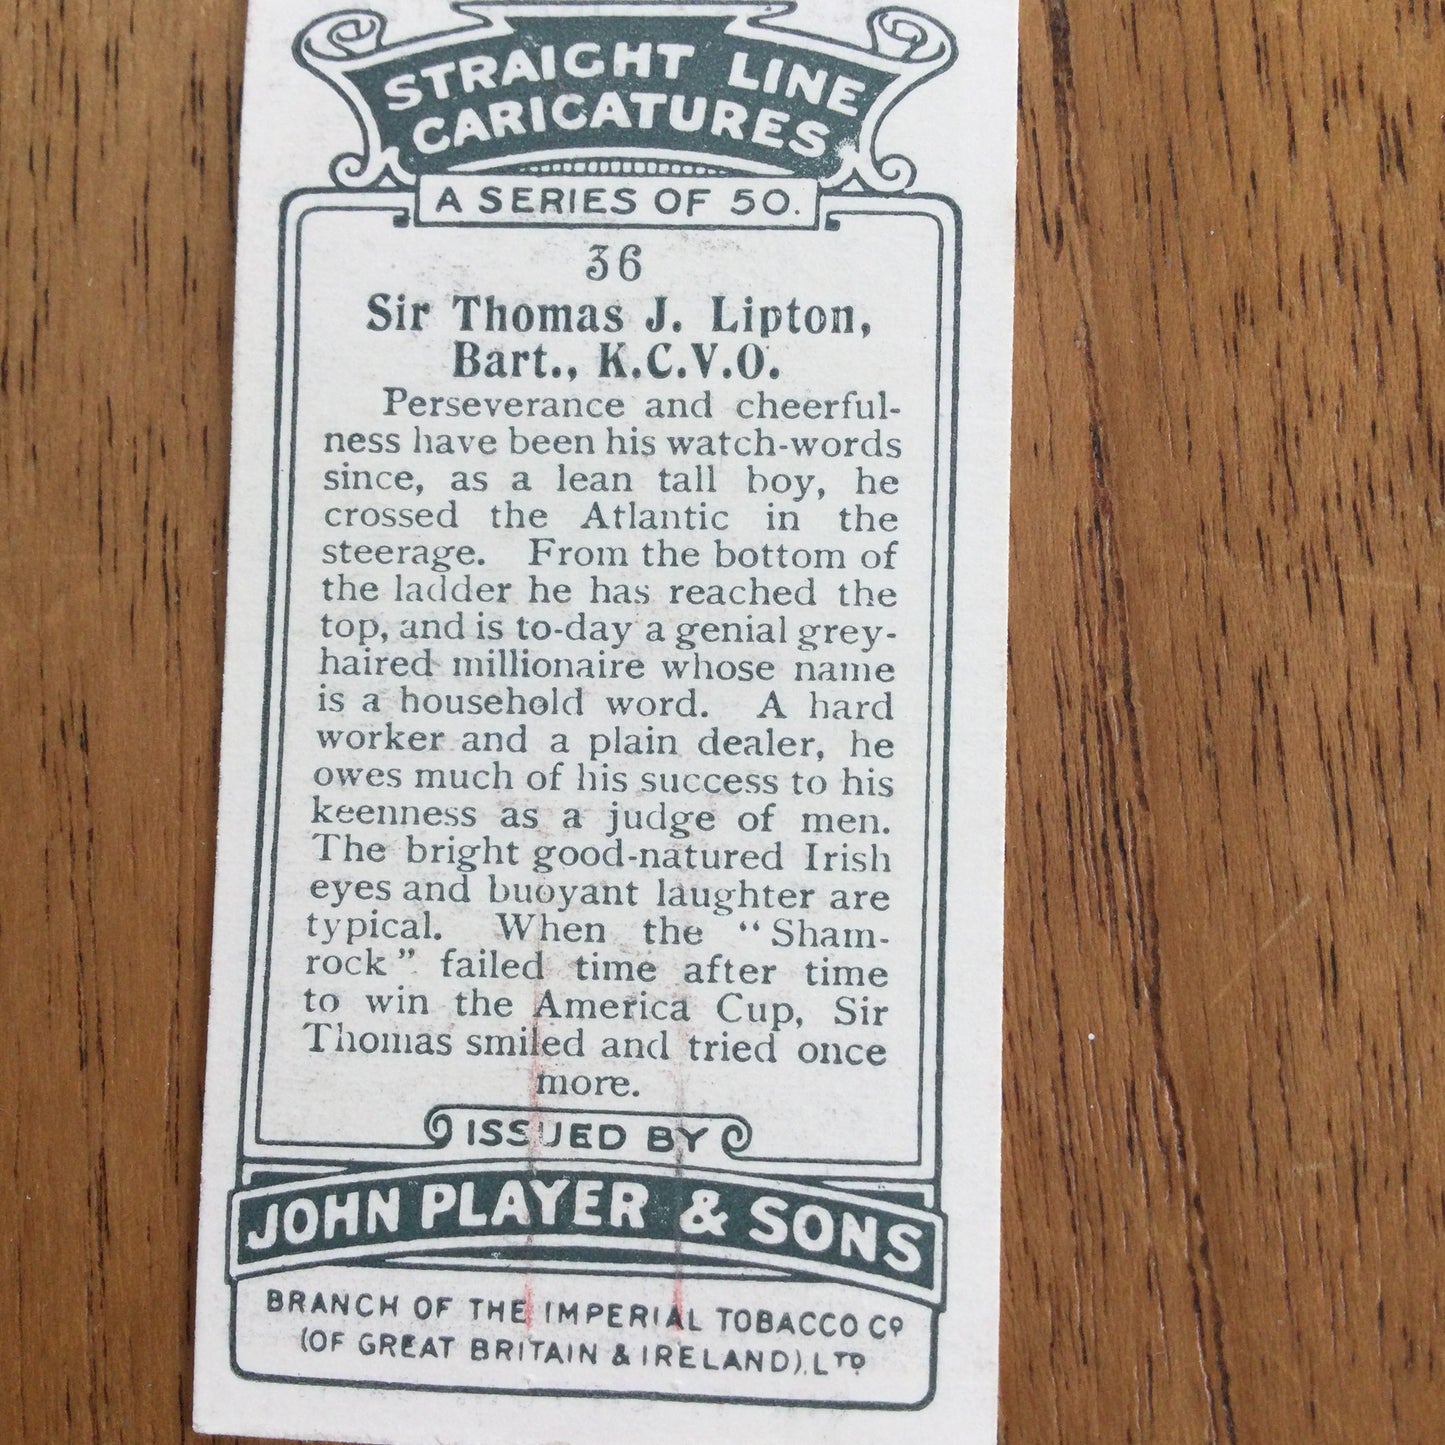 STRAIGHT LINE
CARICATURES
A SERIES OF 50.
36
Sir Thomas J. Lipton,
Bart., K.C.V.O.
Perseverance and cheerful-
ness have been his watch-words
since, as a lean tall boy, he
crossed the Atlantic in the
steerage. From the bottom of
the ladder he has reached the
top, and is to-day a genial grey-
haired millionaire whose name
is a household word. A hard
worker and a plain dealer, he
owes much of his success to his
keenness as a judge of men.
The bright good-natured Irish
eyes and buoyant laughter are
typical. When the "Sham-
rock" failed time after time
to win the America Cup, Sir
Thomas smiled and tried once
more.
ISSUED BY
JOHN PLAYER & SONS
BRANCH OF THE IMPERIAL TOBACCO Co
(OF GREAT BRITAIN & IRELAND), LTD